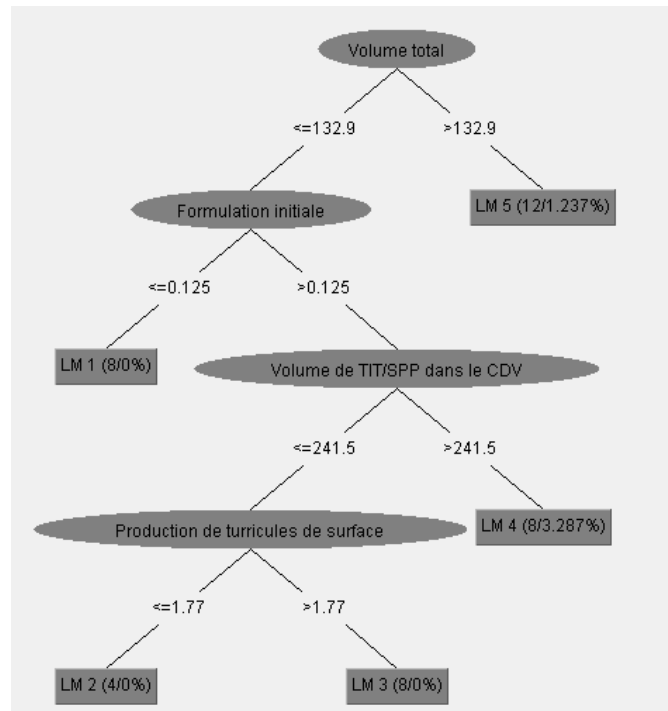 Volume total
<=132.9 >132.9
Formulation initiale
LM 5 (12/1.237%)
<=0.125 >0.125
LM 1 (8/0%)
Volume de TIT/SPP dans le CDV
<=241.5 >241.5
Production de turricules de surface
LM 4 (8/3.287%)
<=1.77 >1.77
LM 2 (4/0%) LM 3 (8/0%)